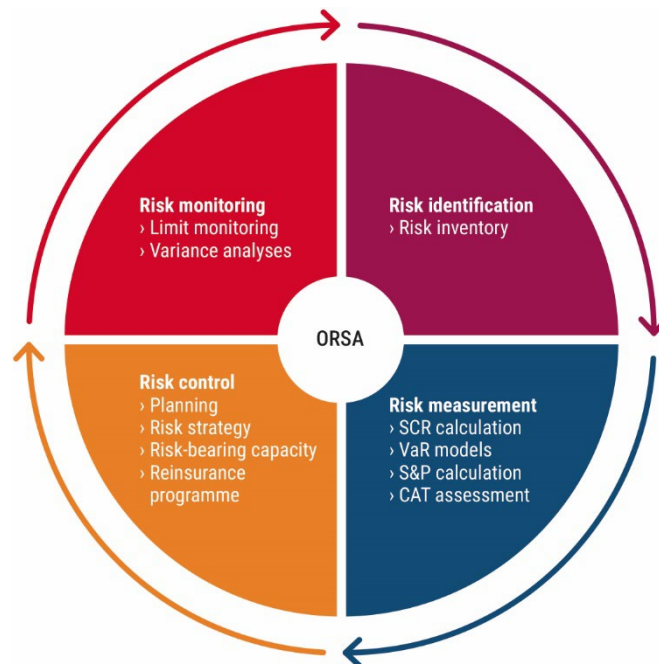 Risk monitoring
› Limit monitoring
› Variance analyses
Risk identification
› Risk inventory
ORSA
Risk control
› Planning
› Risk strategy
› Risk-bearing capacity
› Reinsurance
programme
Risk measurement
› SCR calculation
› VaR models
› S&P calculation
› CAT assessment